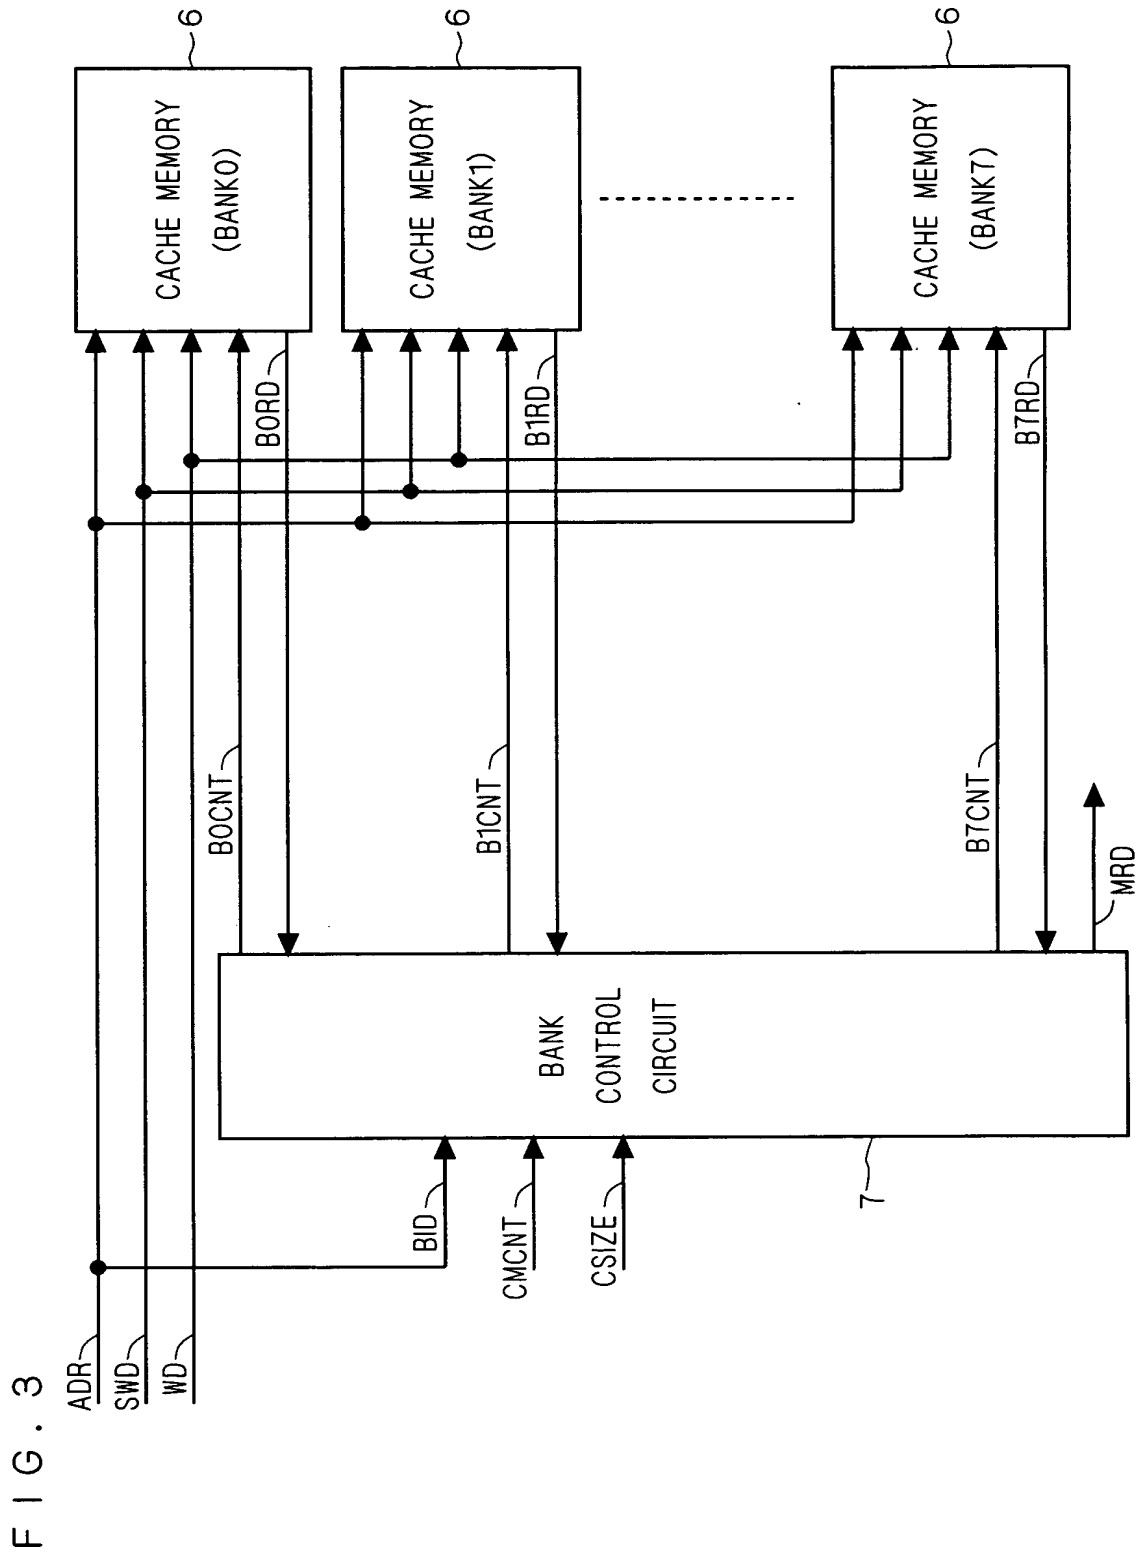 FIG. 3
ADR
SWD
WD
BID
CMCNT
CSIZE
7
BANK
CONTROL
CIRCUIT
B0CNT
B0RD
B1CNT
B1RD
B7CNT
B7RD
MRD
CACHE MEMORY
(BANK0)
6
CACHE MEMORY
(BANK1)
6
CACHE MEMORY
(BANK7)
6